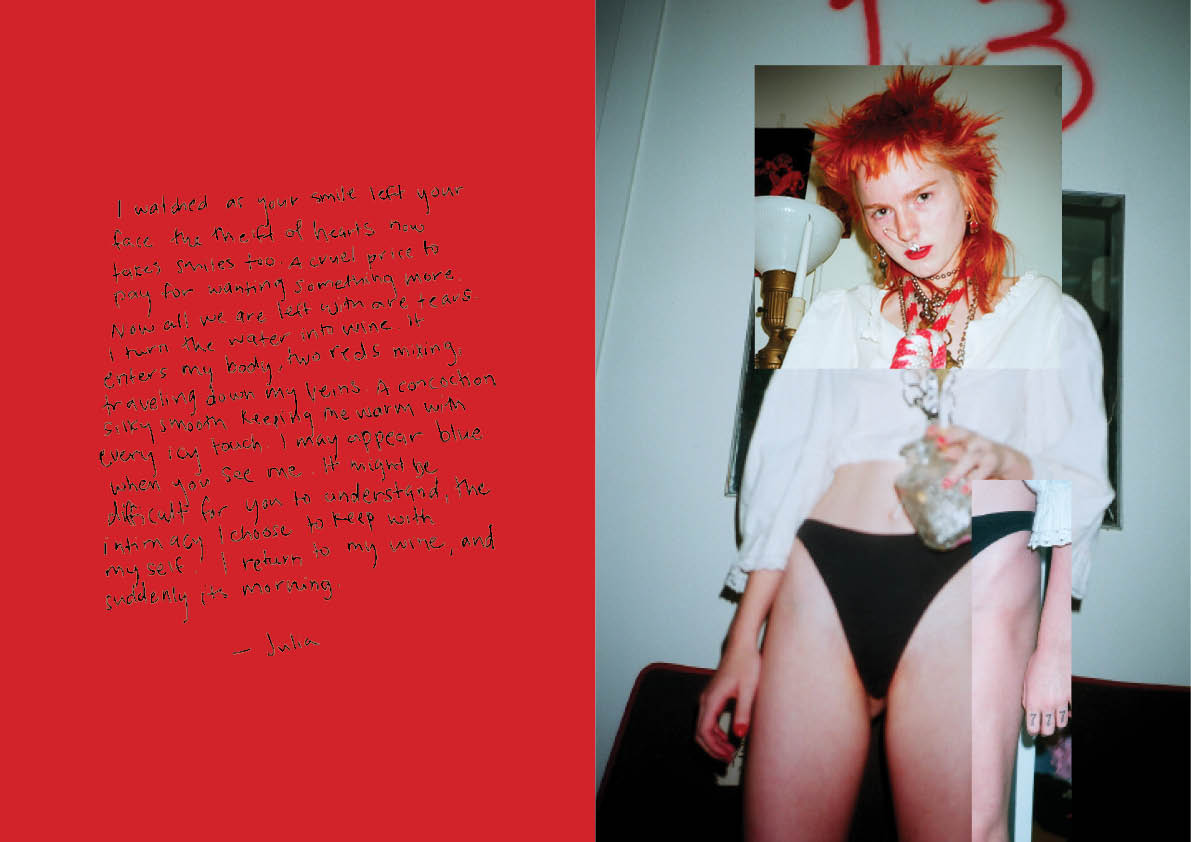 I watched as your smile left your
face the theift of hearts now
takes smiles too. A cruel price to
pay for wanting something more.
Now all we are left with are tears.
I turn the water into wine. It
enters my body, two reds mixing,
traveling down my veins. A concoction
silky smooth keeping me warm with
every icy touch. I may appear blue
when you see me. It might be
difficult for you to understand, the
intimacy I choose to keep with
myself. I return to my wine, and
suddenly its morning.
— Julia
13
777